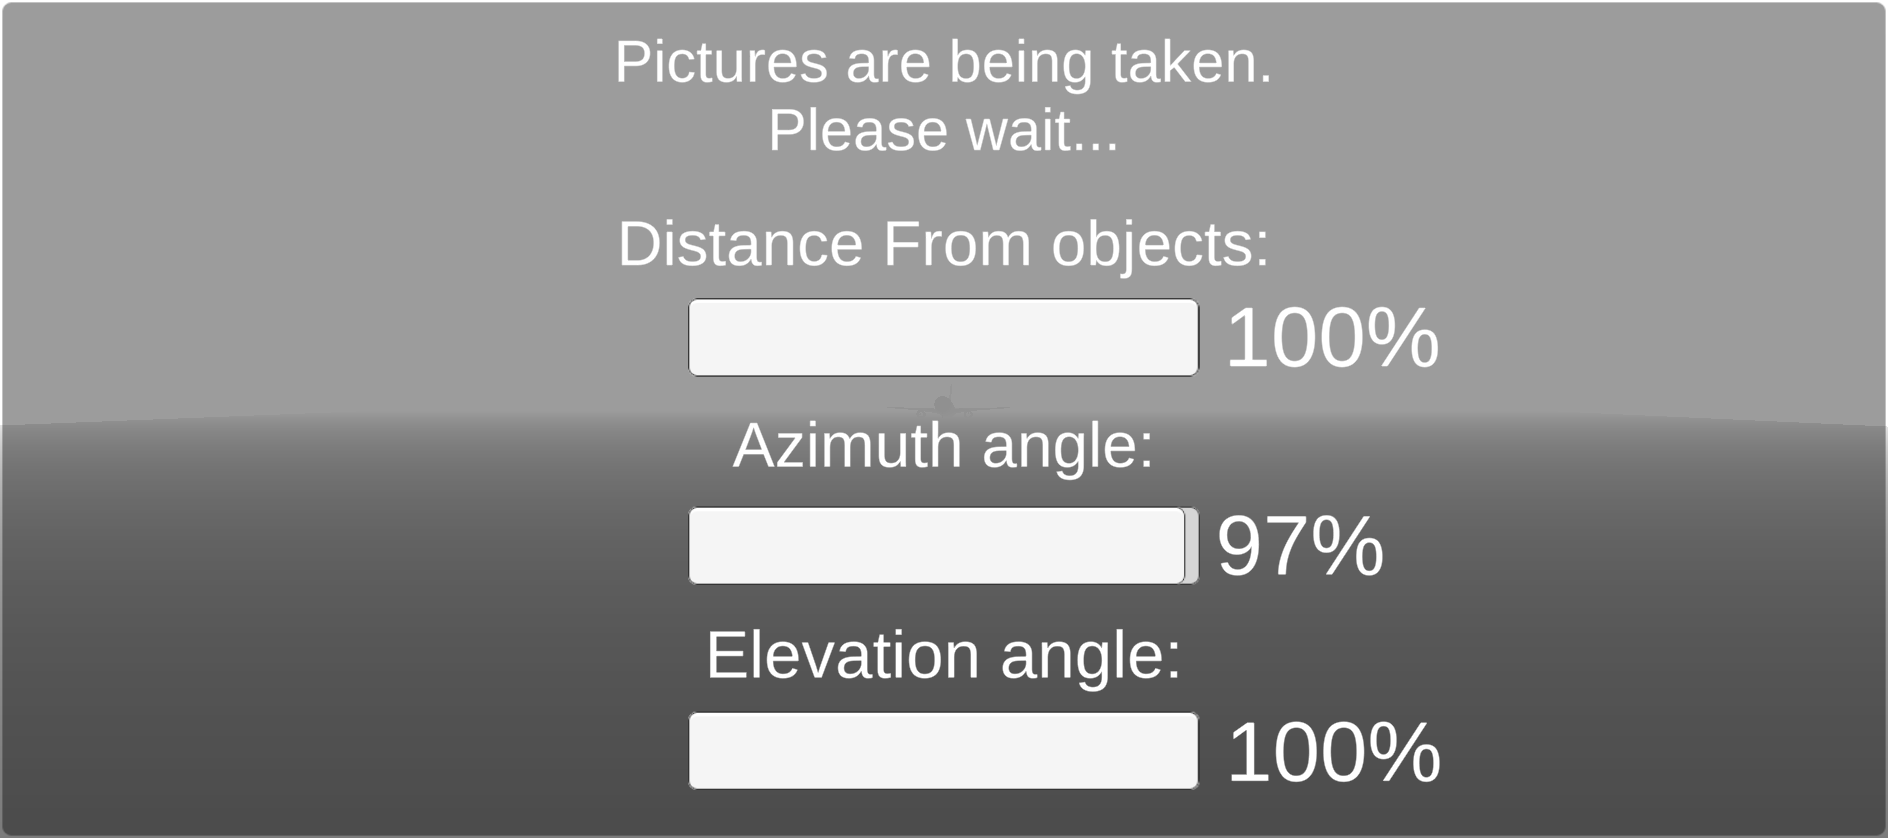 Pictures are being taken.
Please wait...
Distance From objects:
100%
Azimuth angle:
97%
Elevation angle:
100%